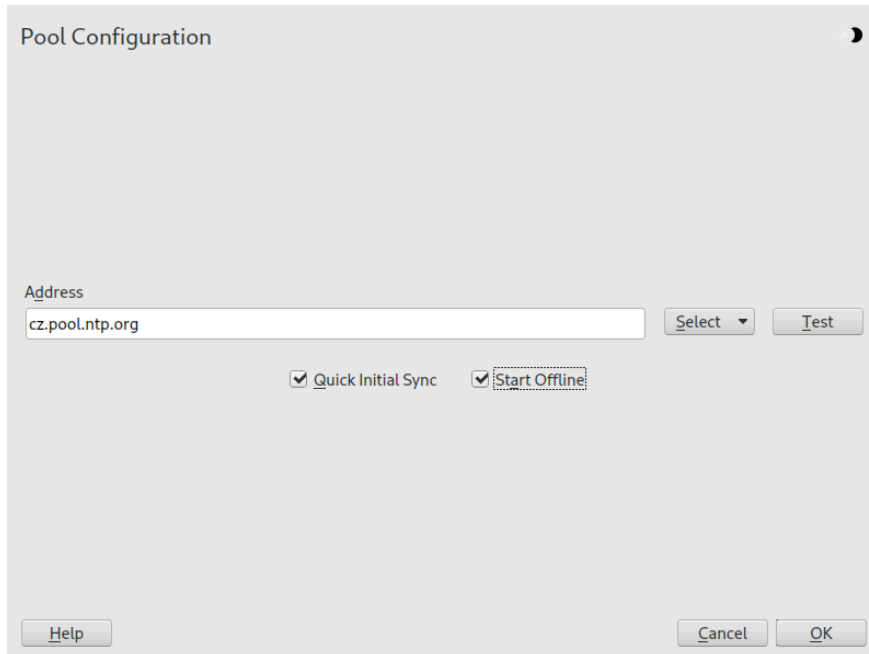 Pool Configuration
Address
cz.pool.ntp.org Select Test
Quick Initial Sync Start Offline
Help Cancel OK